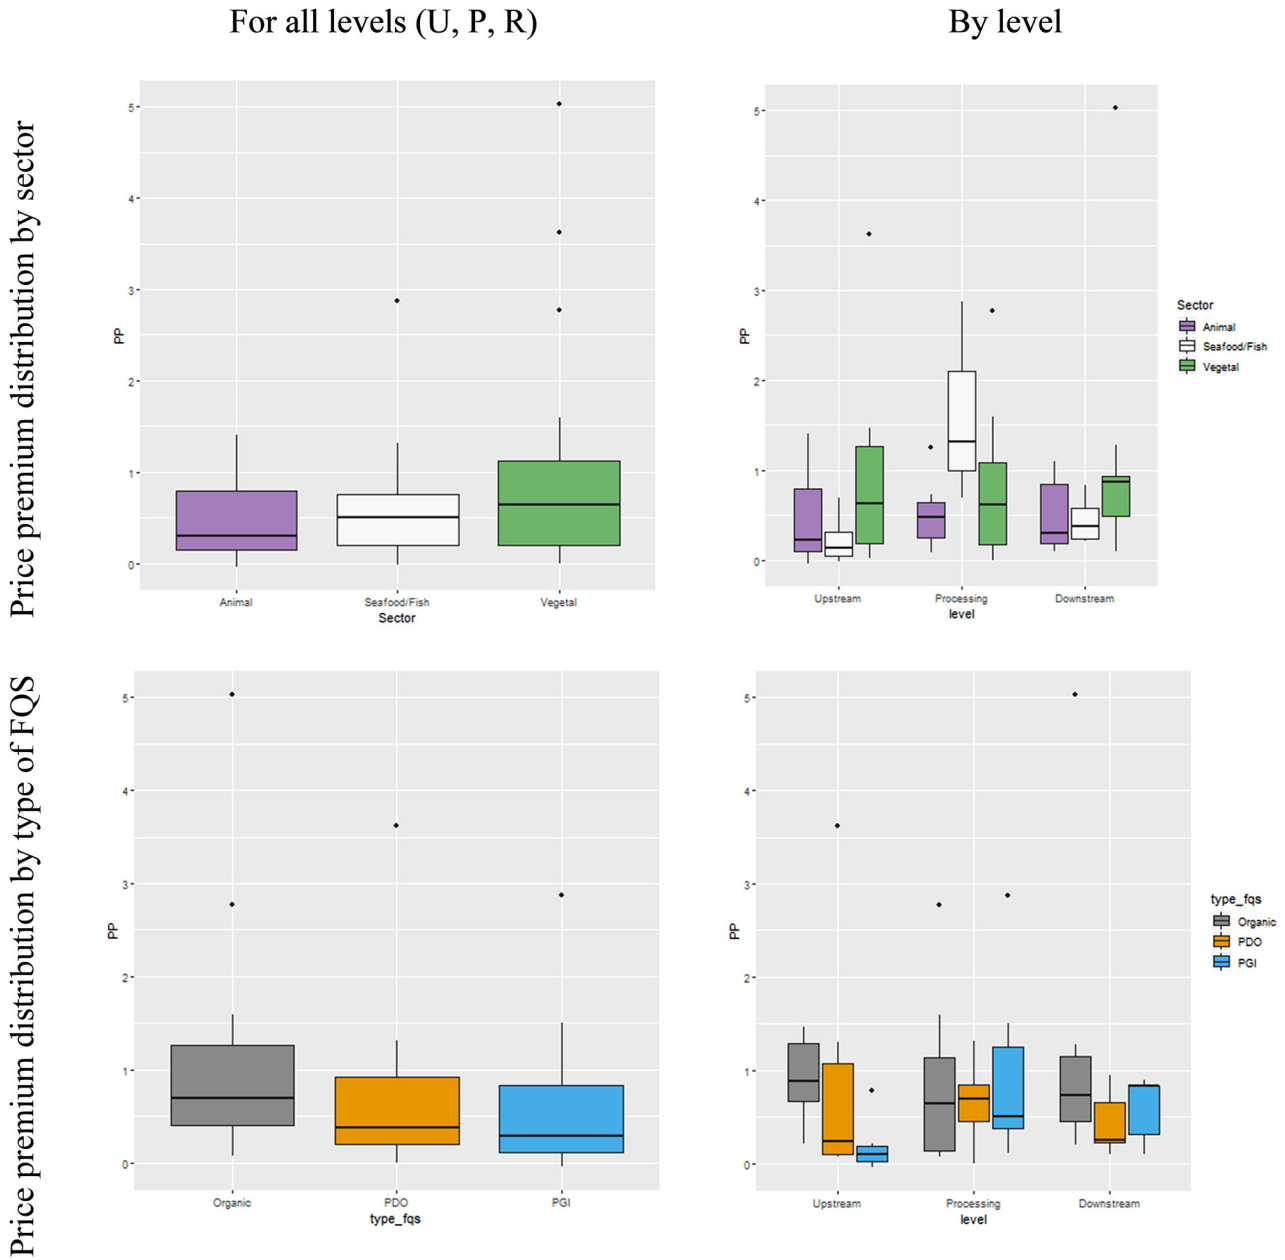 For all levels (U, P, R)
By level
Price premium distribution by sector
5
4
3
2
1
0
PP
Animal
Seafood/Fish
Vegetal
Sector
5
4
3
2
1
0
PP
Upstream
Processing
Downstream
level
Sector
Animal
Seafood/Fish
Vegetal
Price premium distribution by type of FQS
5
4
3
2
1
0
PP
Organic
PDO
PGI
type_fqs
5
4
3
2
1
0
PP
Upstream
Processing
Downstream
level
type_fqs
Organic
PDO
PGI